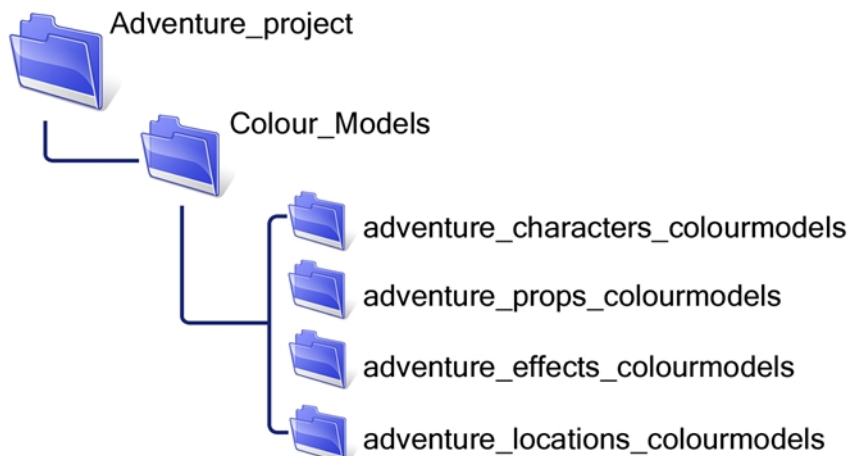 Adventure_project
Colour_Models
adventure_characters_colourmodels
adventure_props_colourmodels
adventure_effects_colourmodels
adventure_locations_colourmodels